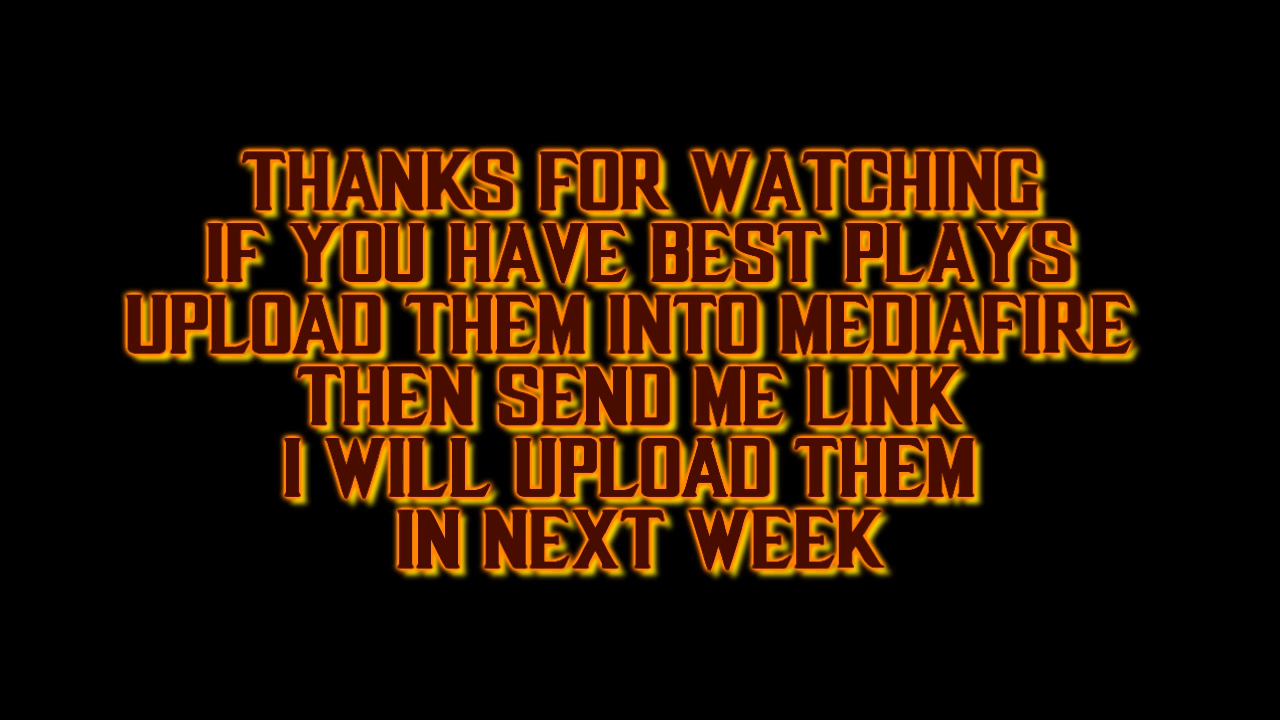 THANKS FOR WATCHING
IF YOU HAVE BEST PLAYS
UPLOAD THEM INTO MEDIAFIRE
THEN SEND ME LINK
I WILL UPLOAD THEM
IN NEXT WEEK